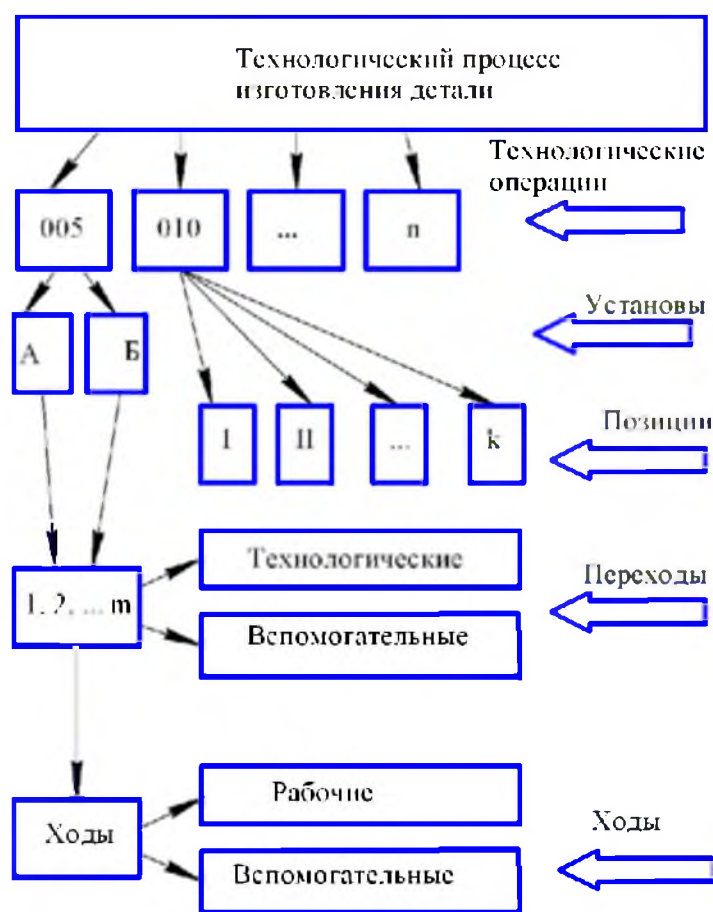 Технологический процесс
изготовления детали
Технологические
операции
005
010
...
n
Установы
А
Б
Позиции
I
II
...
k
Технологические
Переходы
1, 2, ... m
Вспомогательные
Рабочие
Ходы
Ходы
Вспомогательные